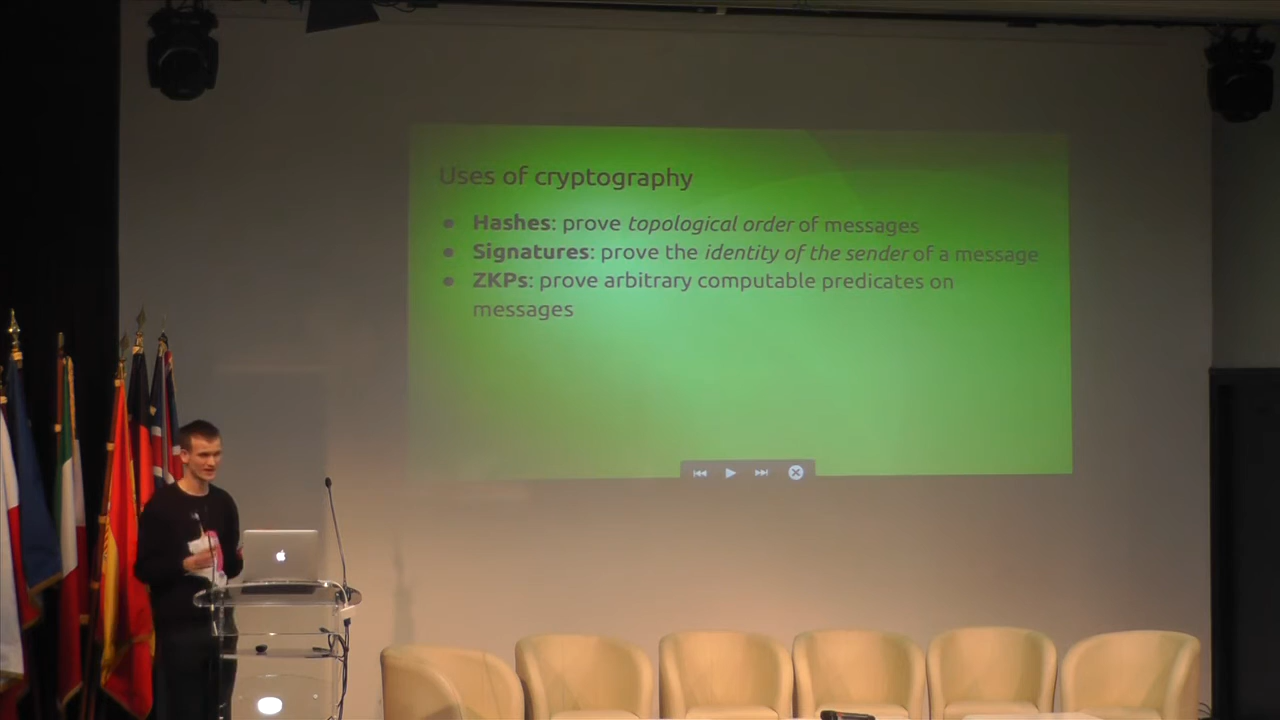 Uses of cryptography
● Hashes: prove topological order of messages
● Signatures: prove the identity of the sender of a message
● ZKPs: prove arbitrary computable predicates on
messages